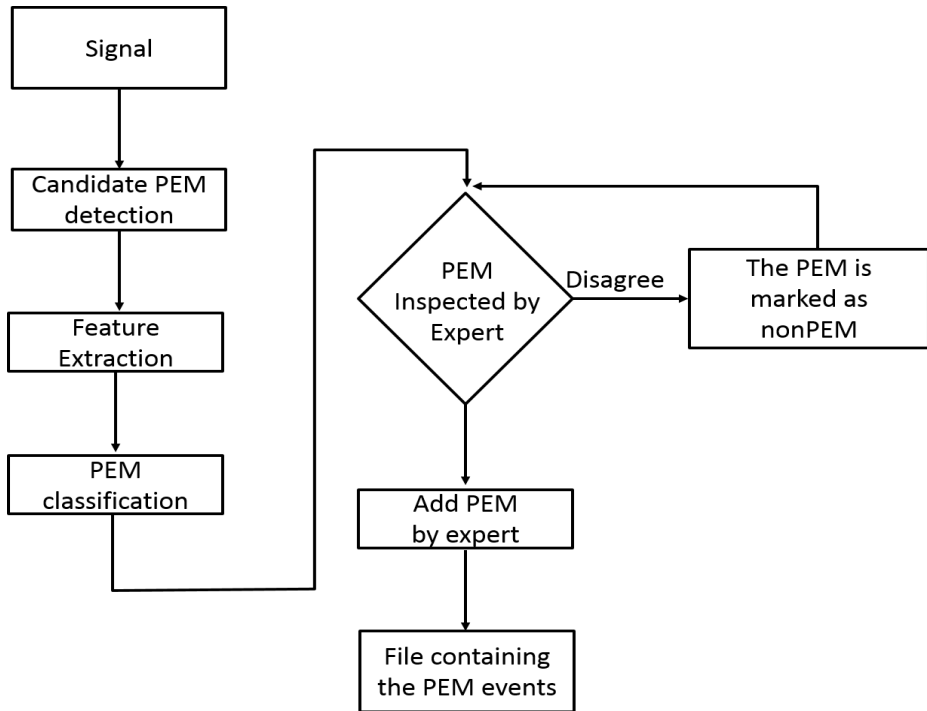 Signal
Candidate PEM
detection
Feature
Extraction
PEM
classification
PEM
Inspected by
Expert
Disagree
The PEM is
marked as
nonPEM
Add PEM
by expert
File containing
the PEM events